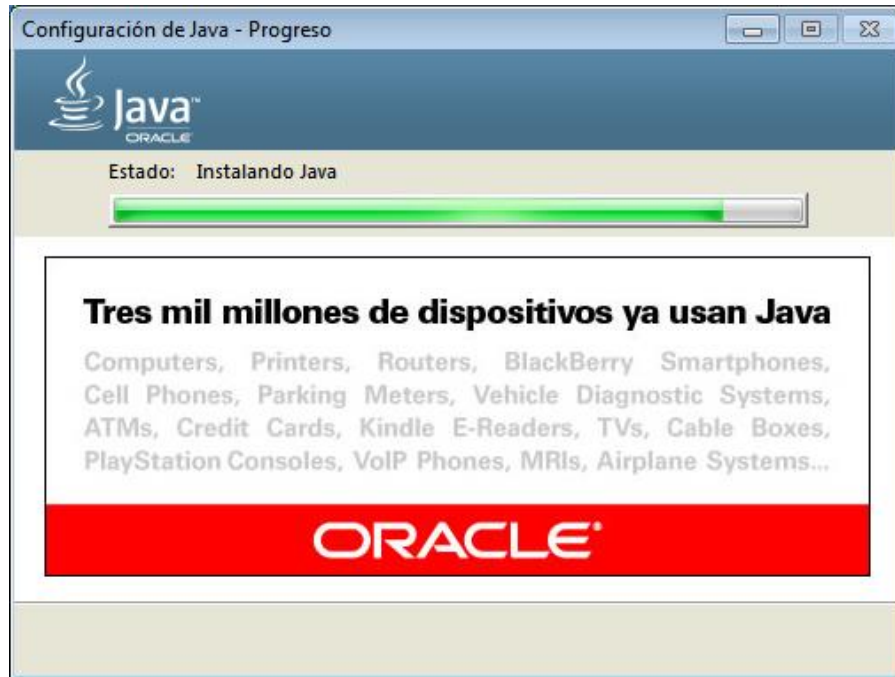 Configuración de Java - Progreso
Java™
ORACLE
Estado: Instalando Java
Tres mil millones de dispositivos ya usan Java
Computers, Printers, Routers, BlackBerry Smartphones,
Cell Phones, Parking Meters, Vehicle Diagnostic Systems,
ATMs, Credit Cards, Kindle E-Readers, TVs, Cable Boxes,
PlayStation Consoles, VoIP Phones, MRIs, Airplane Systems...
ORACLE®